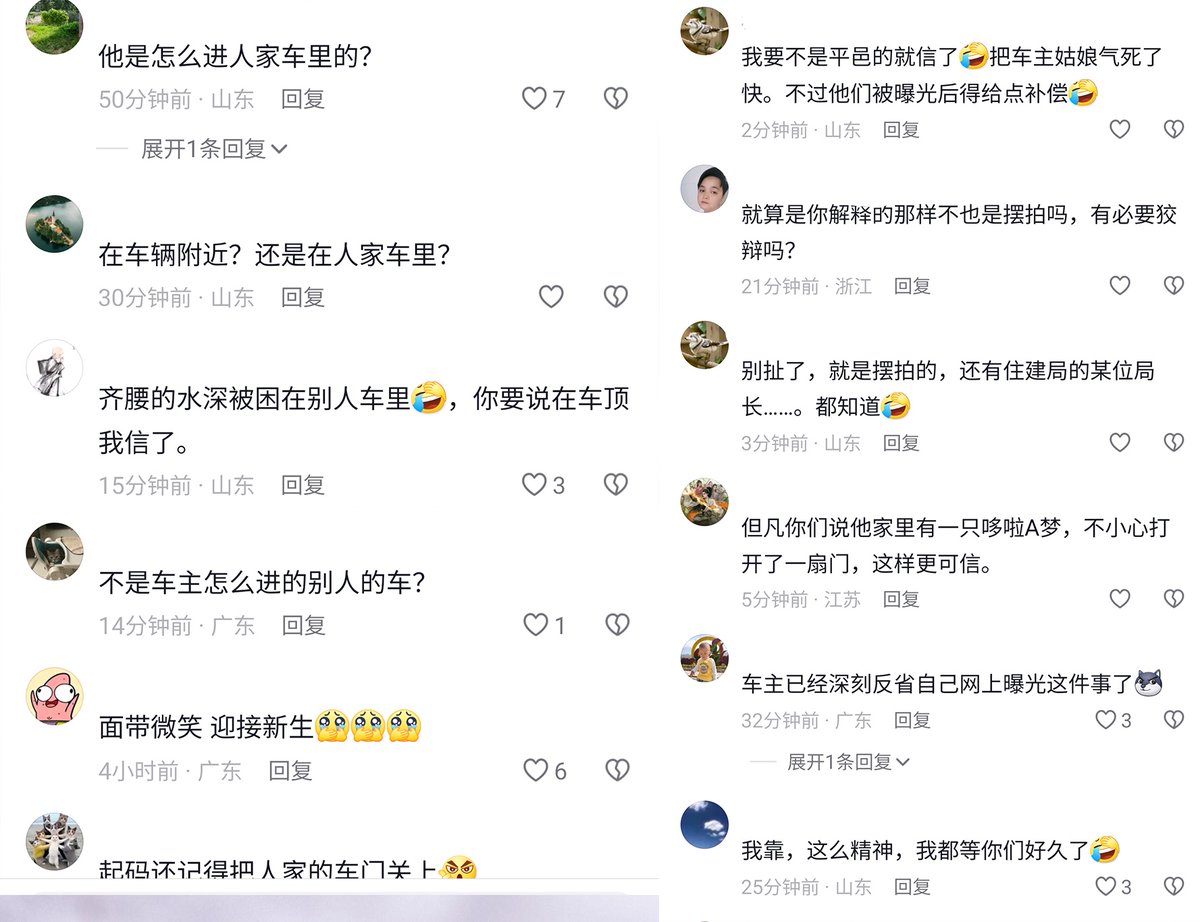 他是怎么进人家车里的？
50分钟前 · 山东 回复 7
展开1条回复
在车辆附近？还是在人家车里？
30分钟前 · 山东 回复
齐腰的水深被困在别人车里🤣，你要说在车顶
我信了。
15分钟前 · 山东 回复 3
不是车主怎么进的别人的车？
14分钟前 · 广东 回复 1
面带微笑 迎接新生🥹🥹🥹
4小时前 · 广东 回复 6
起码还记得把人家的车门关上😠
我要不是平邑的就信了🤣把车主姑娘气死了
快。不过他们被曝光后得给点补偿🤣
2分钟前 · 山东 回复
就算是你解释的那样不也是摆拍吗，有必要狡
辩吗？
21分钟前 · 浙江 回复
别扯了，就是摆拍的，还有住建局的某位局
长……。都知道🤣
3分钟前 · 山东 回复
但凡你们说他家里有一只哆啦A梦，不小心打
开了一扇门，这样更可信。
5分钟前 · 江苏 回复
车主已经深刻反省自己网上曝光这件事了
32分钟前 · 广东 回复 3
展开1条回复
我靠，这么精神，我都等你们好久了🤣
25分钟前 · 山东 回复 3